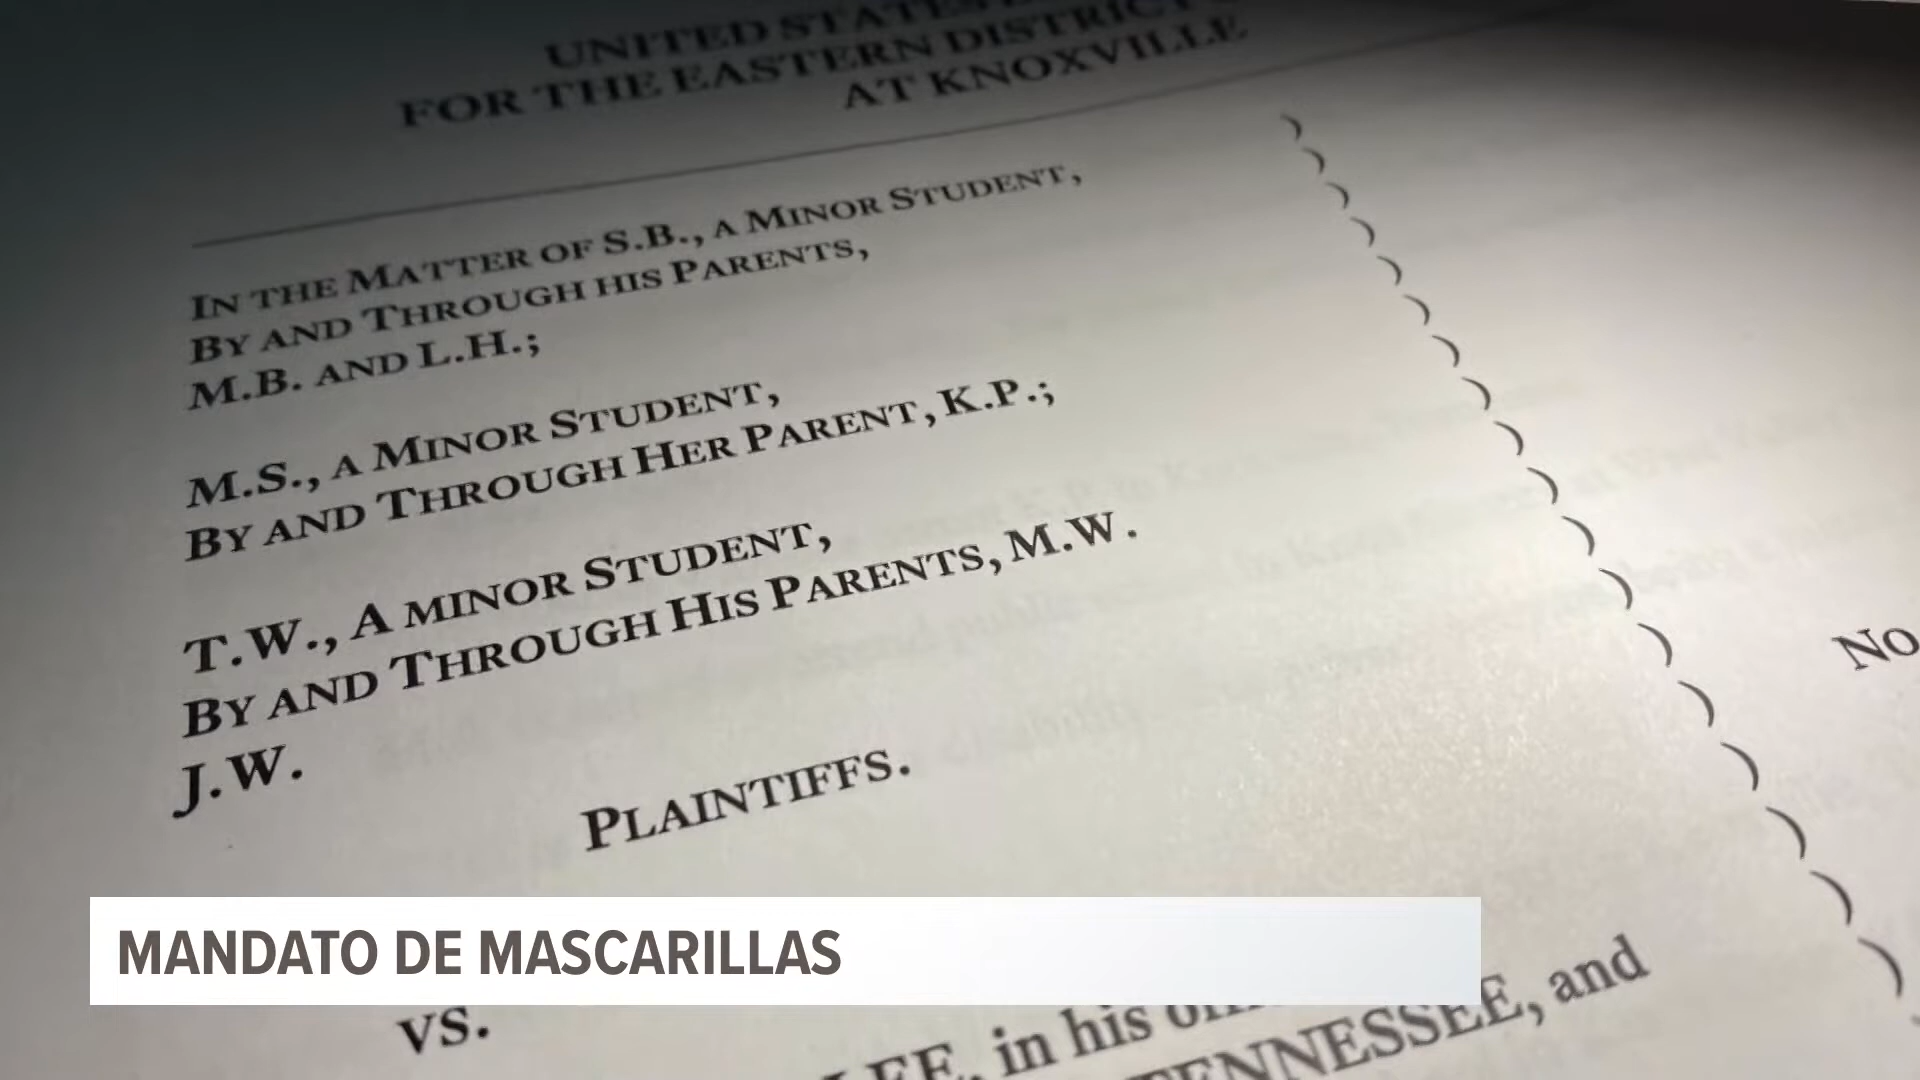 UNITED STATES
FOR THE EASTERN DISTRICT
AT KNOXVILLE
IN THE MATTER OF S.B., A MINOR STUDENT,
BY AND THROUGH HIS PARENTS,
M.B. AND L.H.;
M.S., A MINOR STUDENT,
BY AND THROUGH HER PARENT, K.P.;
T.W., A MINOR STUDENT,
BY AND THROUGH HIS PARENTS, M.W.
J.W.
PLAINTIFFS.
NO
MANDATO DE MASCARILLAS
VS.
LEE, in his
TENNESSEE, and